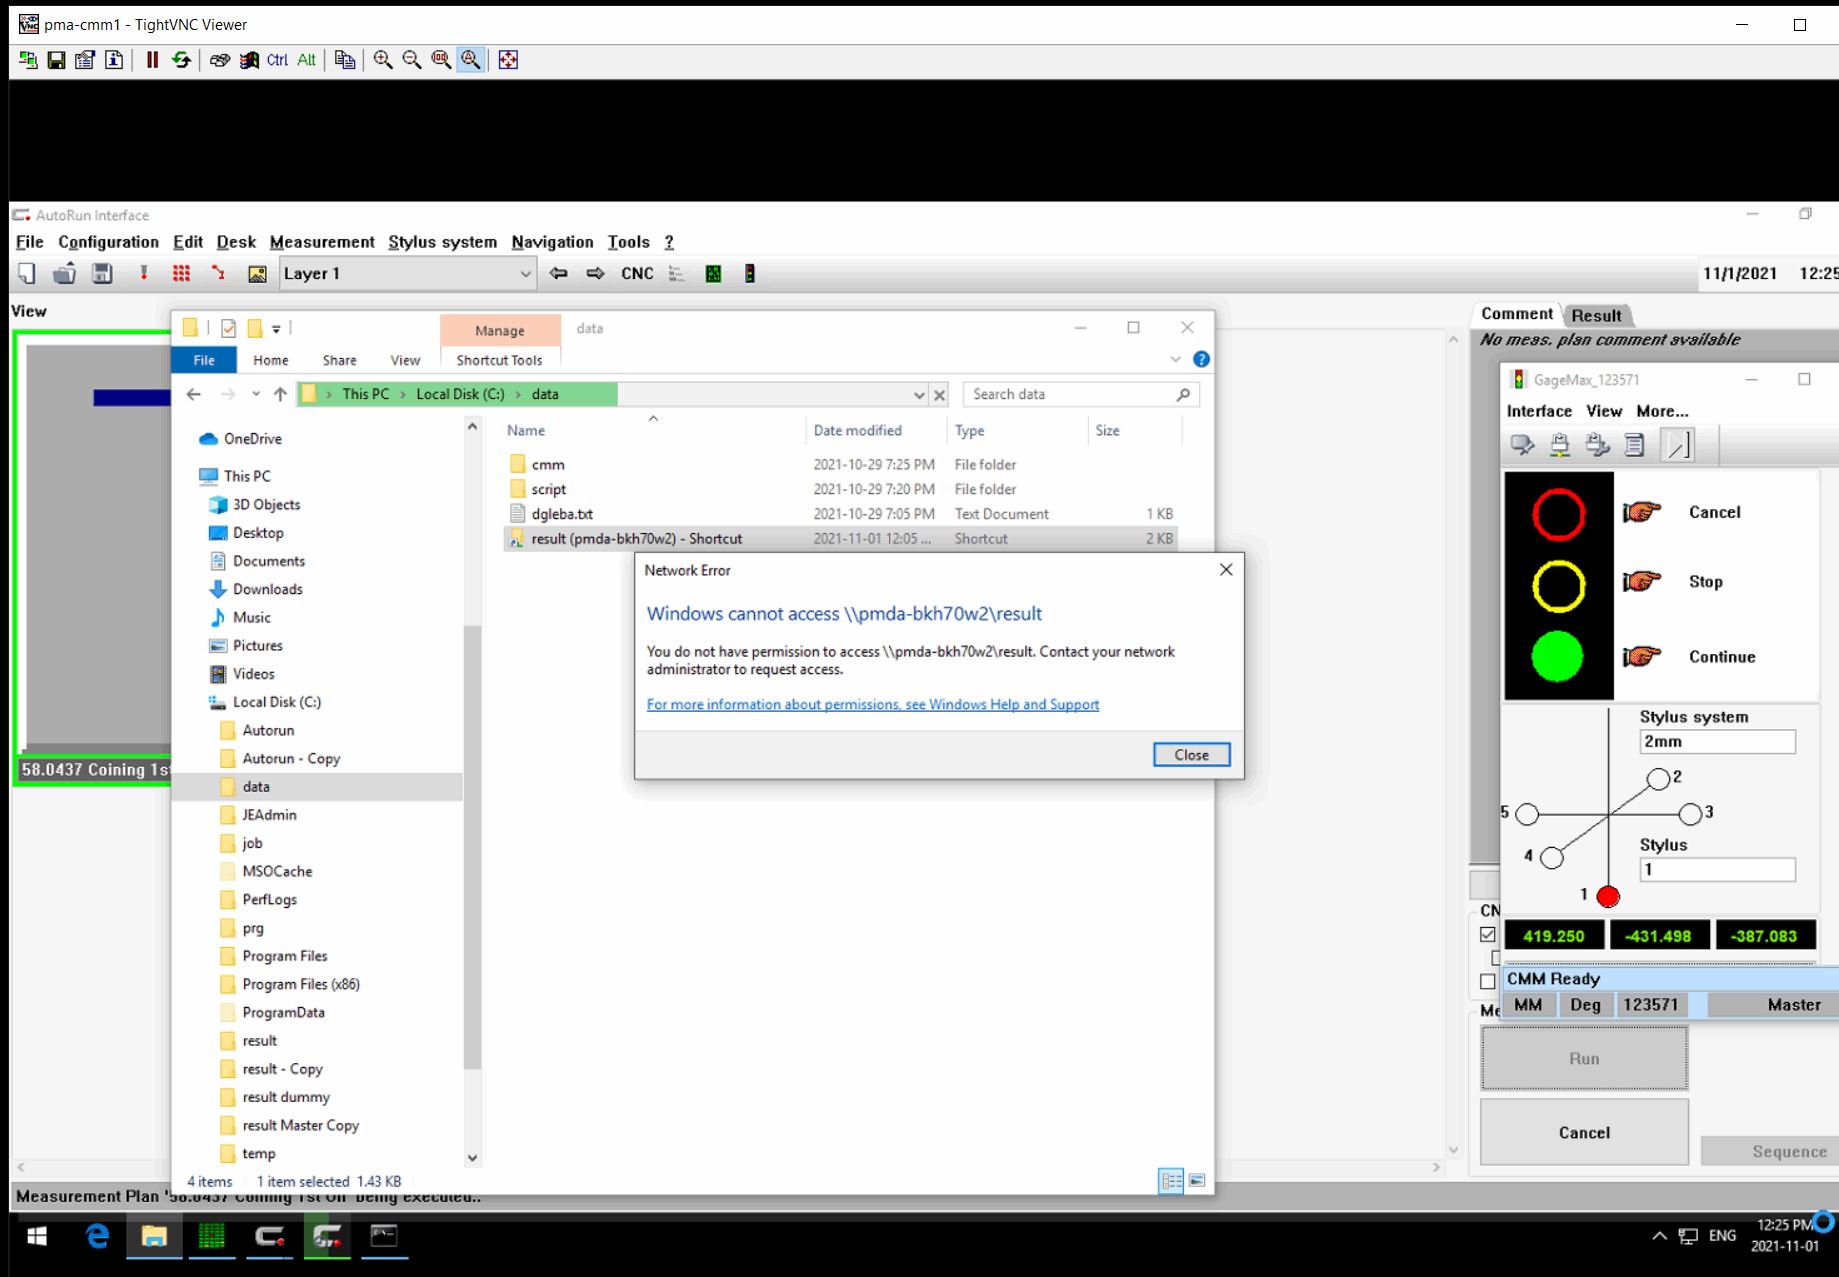 pma-cmm1 - TightVNC Viewer
Ctrl Alt
AutoRun Interface
File Configuration Edit Desk Measurement Stylus system Navigation Tools ?
Layer 1
CNC
11/1/2021 12:25
View
Manage
data
File
Home
Share
View
Shortcut Tools
This PC > Local Disk (C:) > data
Search data
OneDrive
This PC
3D Objects
Desktop
Documents
Downloads
Music
Pictures
Videos
Local Disk (C:)
Autorun
Autorun - Copy
data
JEAdmin
job
MSOCache
PerfLogs
prg
Program Files
Program Files (x86)
ProgramData
result
result - Copy
result dummy
result Master Copy
temp
Name Date modified Type Size
cmm 2021-10-29 7:25 PM File folder
script 2021-10-29 7:20 PM File folder
dgleba.txt 2021-10-29 7:05 PM Text Document 1 KB
result (pmda-bkh70w2) - Shortcut 2021-11-01 12:05 ... Shortcut 2 KB
Network Error
Windows cannot access \\pmda-bkh70w2\result
You do not have permission to access \\pmda-bkh70w2\result. Contact your network
administrator to request access.
For more information about permissions, see Windows Help and Support
Close
4 items 1 item selected 1.43 KB
58.0437 Coining 1st
Comment
Result
No meas. plan comment available
GageMax_123571
Interface View More...
Cancel
Stop
Continue
Stylus system
2mm
2
5
3
4
1
Stylus
1
CN
419.250 -431.498 -387.083
CMM Ready
MM Deg 123571 Master
Me
Run
Cancel
Sequence
Measurement Plan '58.0437 Coining 1st Off' being executed..
ENG
12:25 PM
2021-11-01